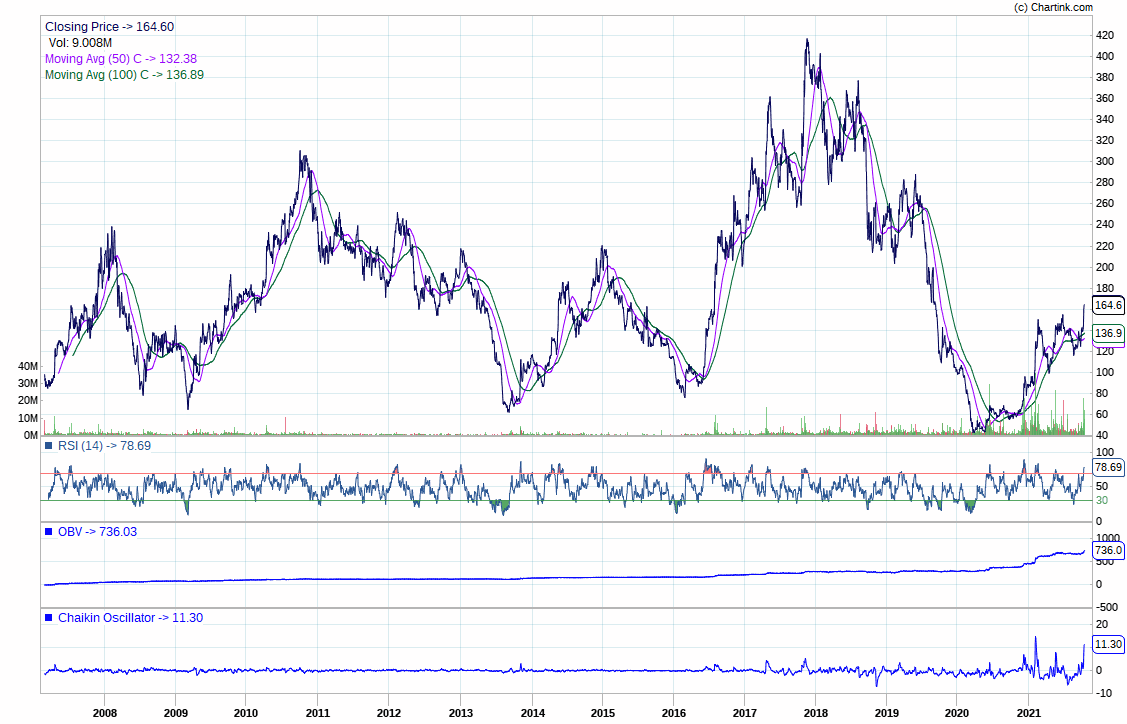 (c) Chartink.com
Closing Price -> 164.60
Vol: 9.008M
Moving Avg (50) C -> 132.38
Moving Avg (100) C -> 136.89
420
400
380
360
340
320
300
280
260
240
220
200
180
164.6
136.9
120
100
80
60
40
40M
30M
20M
10M
0M
RSI (14) -> 78.69
100
78.69
50
30
0
OBV -> 736.03
1000
736.0
500
0
-500
Chaikin Oscillator -> 11.30
20
11.30
0
-10
2008 2009 2010 2011 2012 2013 2014 2015 2016 2017 2018 2019 2020 2021